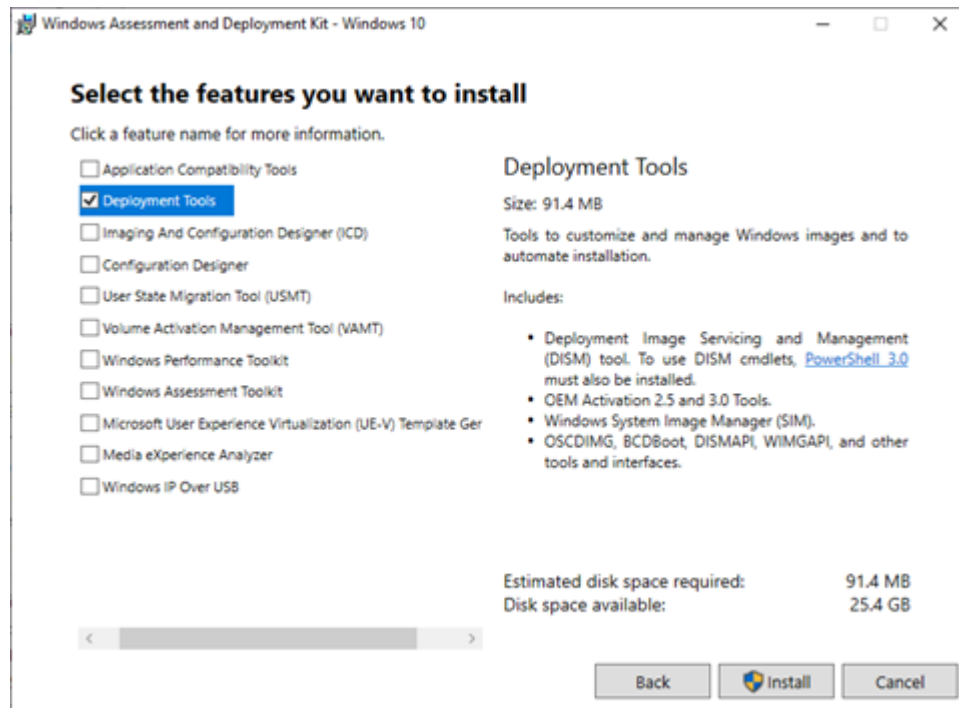 Windows Assessment and Deployment Kit - Windows 10
Select the features you want to install
Click a feature name for more information.
Application Compatibility Tools
Deployment Tools
Imaging And Configuration Designer (ICD)
Configuration Designer
User State Migration Tool (USMT)
Volume Activation Management Tool (VAMT)
Windows Performance Toolkit
Windows Assessment Toolkit
Microsoft User Experience Virtualization (UE-V) Template Ger
Media eXperience Analyzer
Windows IP Over USB
Deployment Tools
Size: 91.4 MB
Tools to customize and manage Windows images and to
automate installation.
Includes:
• Deployment Image Servicing and Management
(DISM) tool. To use DISM cmdlets, PowerShell 3.0
must also be installed.
• OEM Activation 2.5 and 3.0 Tools.
• Windows System Image Manager (SIM).
• OSCDIMG, BCDBoot, DISMAPI, WIMGAPI, and other
tools and interfaces.
Estimated disk space required: 91.4 MB
Disk space available: 25.4 GB
Back
Install
Cancel